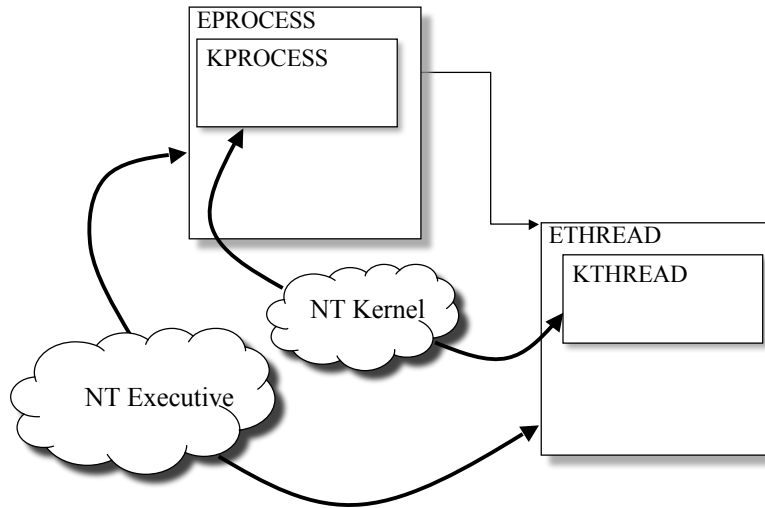 EPROCESS
KPROCESS
ETHREAD
KTHREAD
NT Kernel
NT Executive